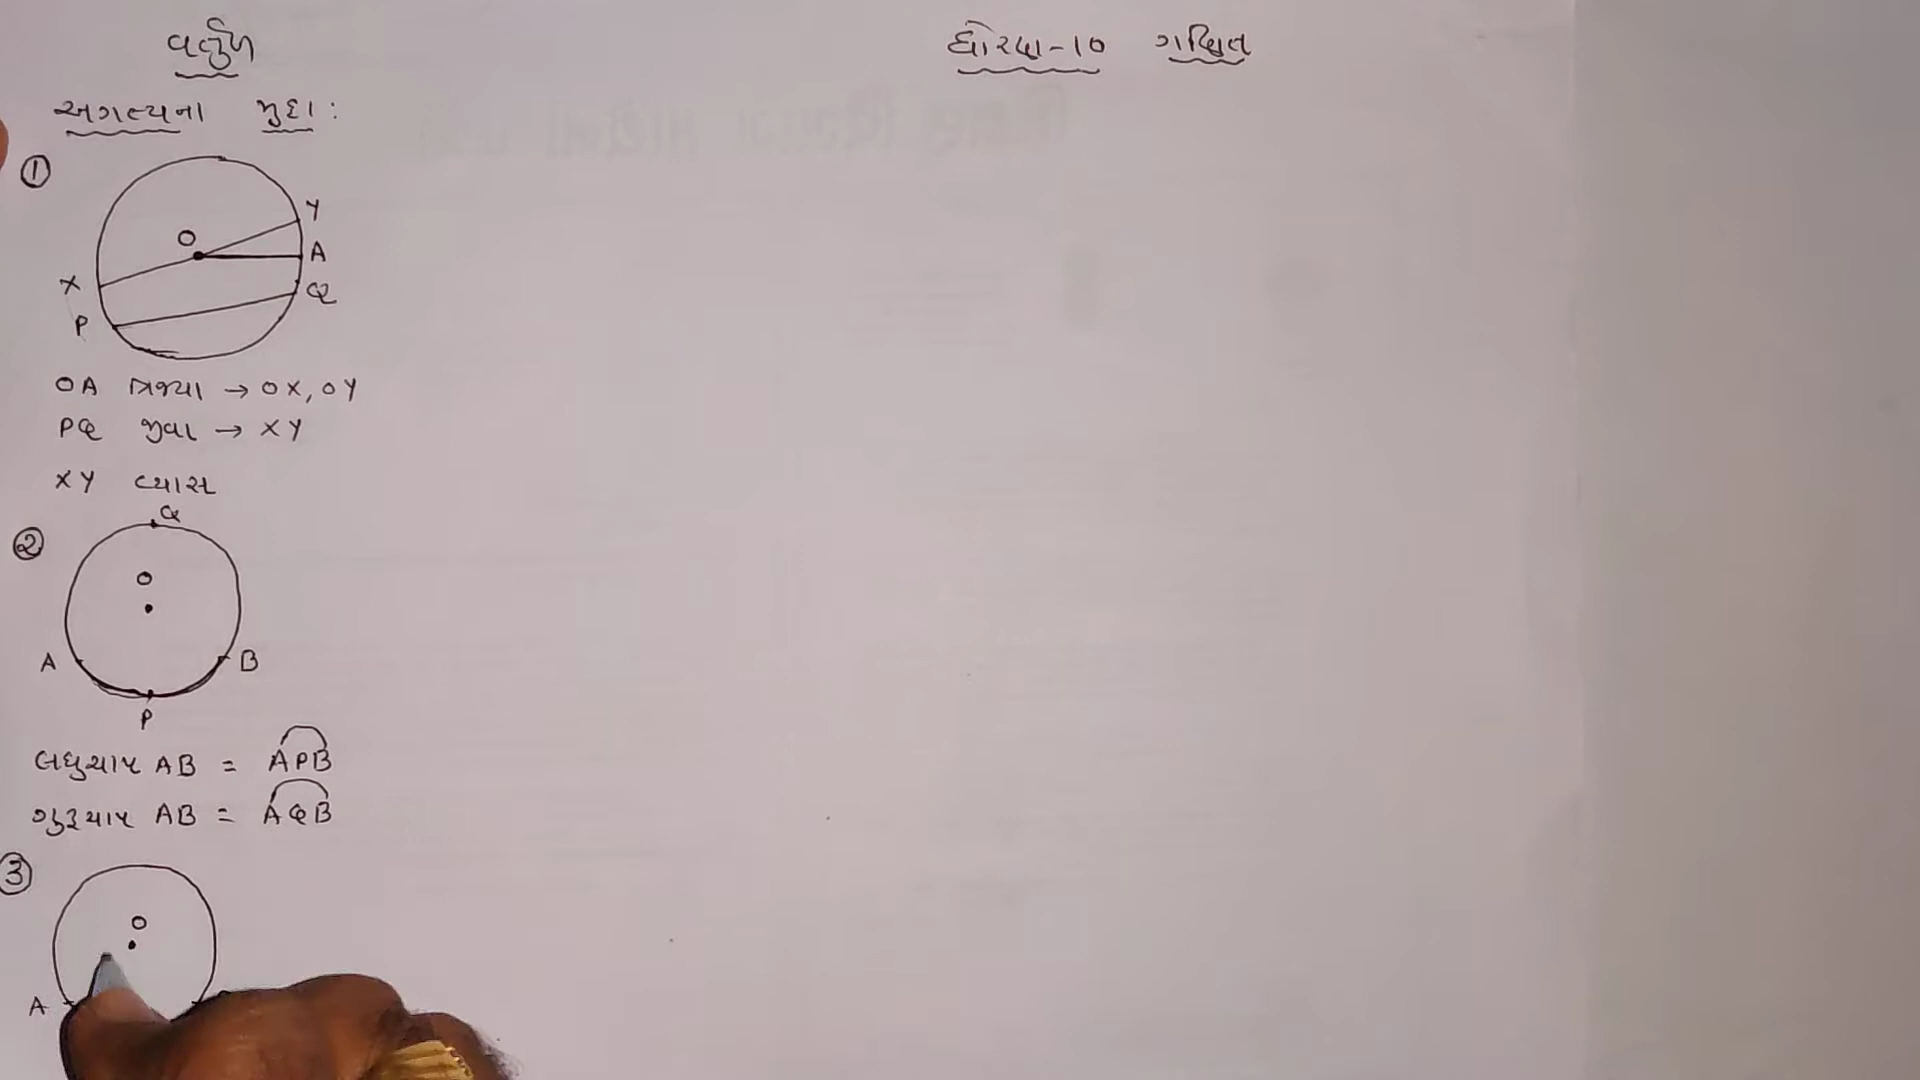 વર્તુળ
ધોરણ-10 ગણિત
અગત્યના મુદ્દા :
①
Y
O
A
X
Q
P
OA ત્રિજ્યા → OX, OY
PQ જીવા → XY
XY વ્યાસ
Q
②
O
A B
P
લઘુચાપ AB = APB
ગુરુચાપ AB = AQB
③
O
A